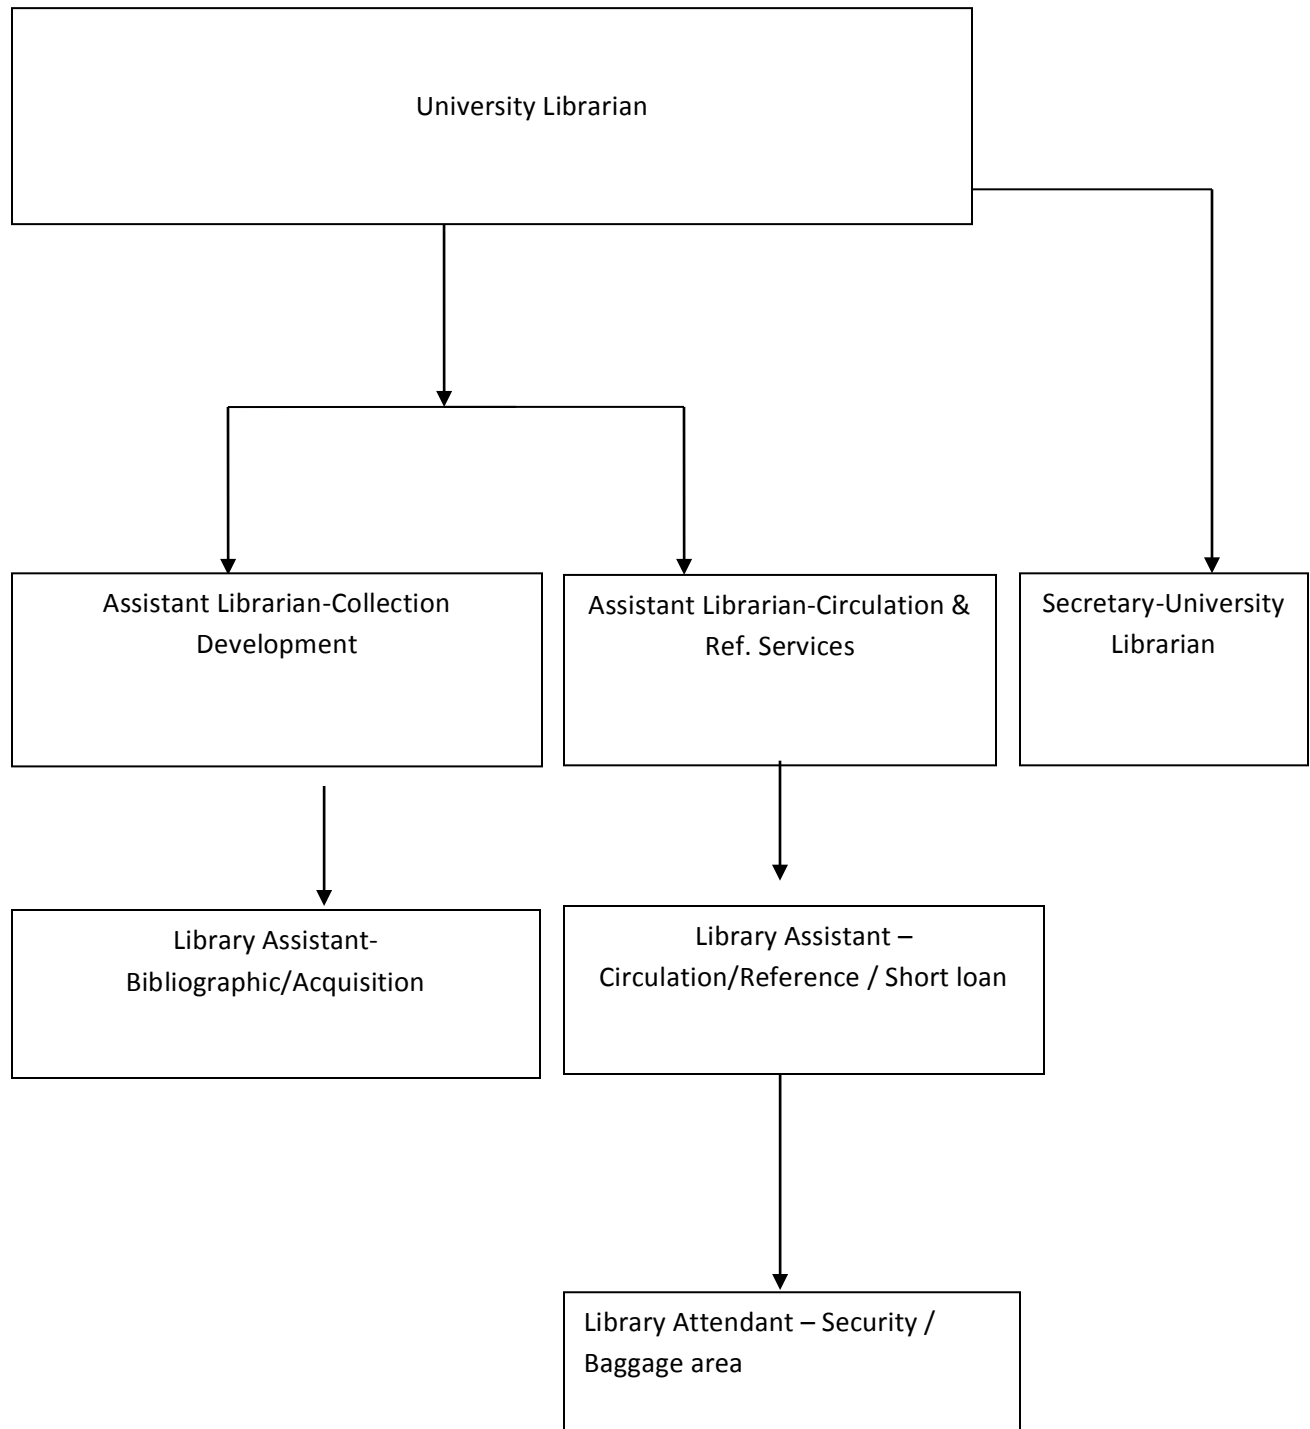 University Librarian
Assistant Librarian-Collection
Development
Assistant Librarian-Circulation &
Ref. Services
Secretary-University
Librarian
Library Assistant-
Bibliographic/Acquisition
Library Assistant –
Circulation/Reference / Short loan
Library Attendant – Security /
Baggage area